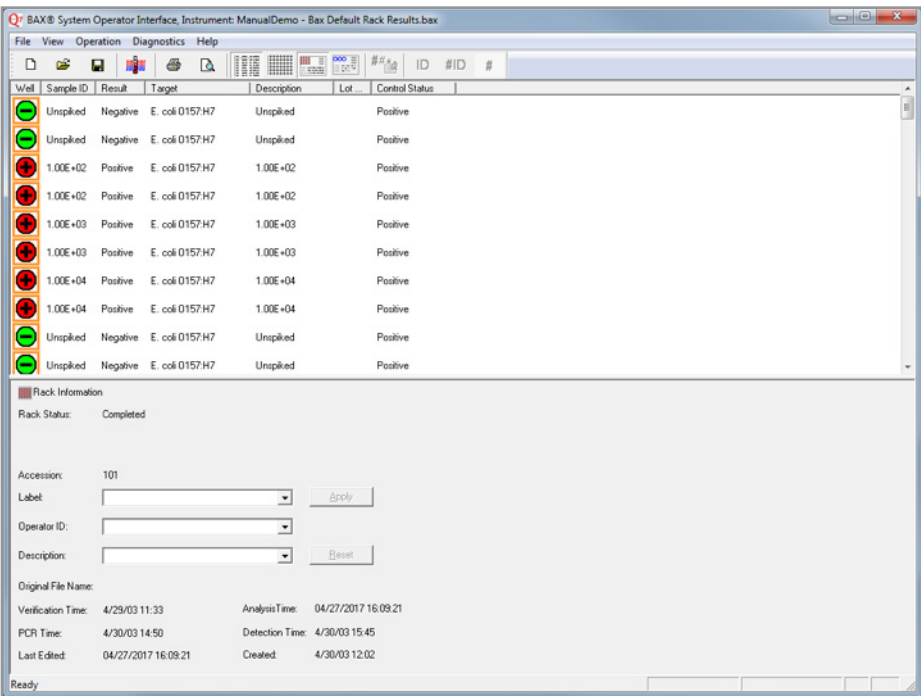 Q7 BAX® System Operator Interface, Instrument: ManualDemo - Bax Default Rack Results.bax
File View Operation Diagnostics Help
ID #ID #
Well Sample ID Result Target Description Lot ... Control Status
Unspiked Negative E. coli O157:H7 Unspiked Positive
Unspiked Negative E. coli O157:H7 Unspiked Positive
1.00E+02 Positive E. coli O157:H7 1.00E+02 Positive
1.00E+02 Positive E. coli O157:H7 1.00E+02 Positive
1.00E+03 Positive E. coli O157:H7 1.00E+03 Positive
1.00E+03 Positive E. coli O157:H7 1.00E+03 Positive
1.00E+04 Positive E. coli O157:H7 1.00E+04 Positive
1.00E+04 Positive E. coli O157:H7 1.00E+04 Positive
Unspiked Negative E. coli O157:H7 Unspiked Positive
Unspiked Negative E. coli O157:H7 Unspiked Positive
Rack Information
Rack Status: Completed
Accession: 101
Label: Apply
Operator ID:
Description: Reset
Original File Name:
Verification Time: 4/29/03 11:33 AnalysisTime: 04/27/2017 16:09:21
PCR Time: 4/30/03 14:50 Detection Time: 4/30/03 15:45
Last Edited: 04/27/2017 16:09:21 Created: 4/30/03 12:02
Ready